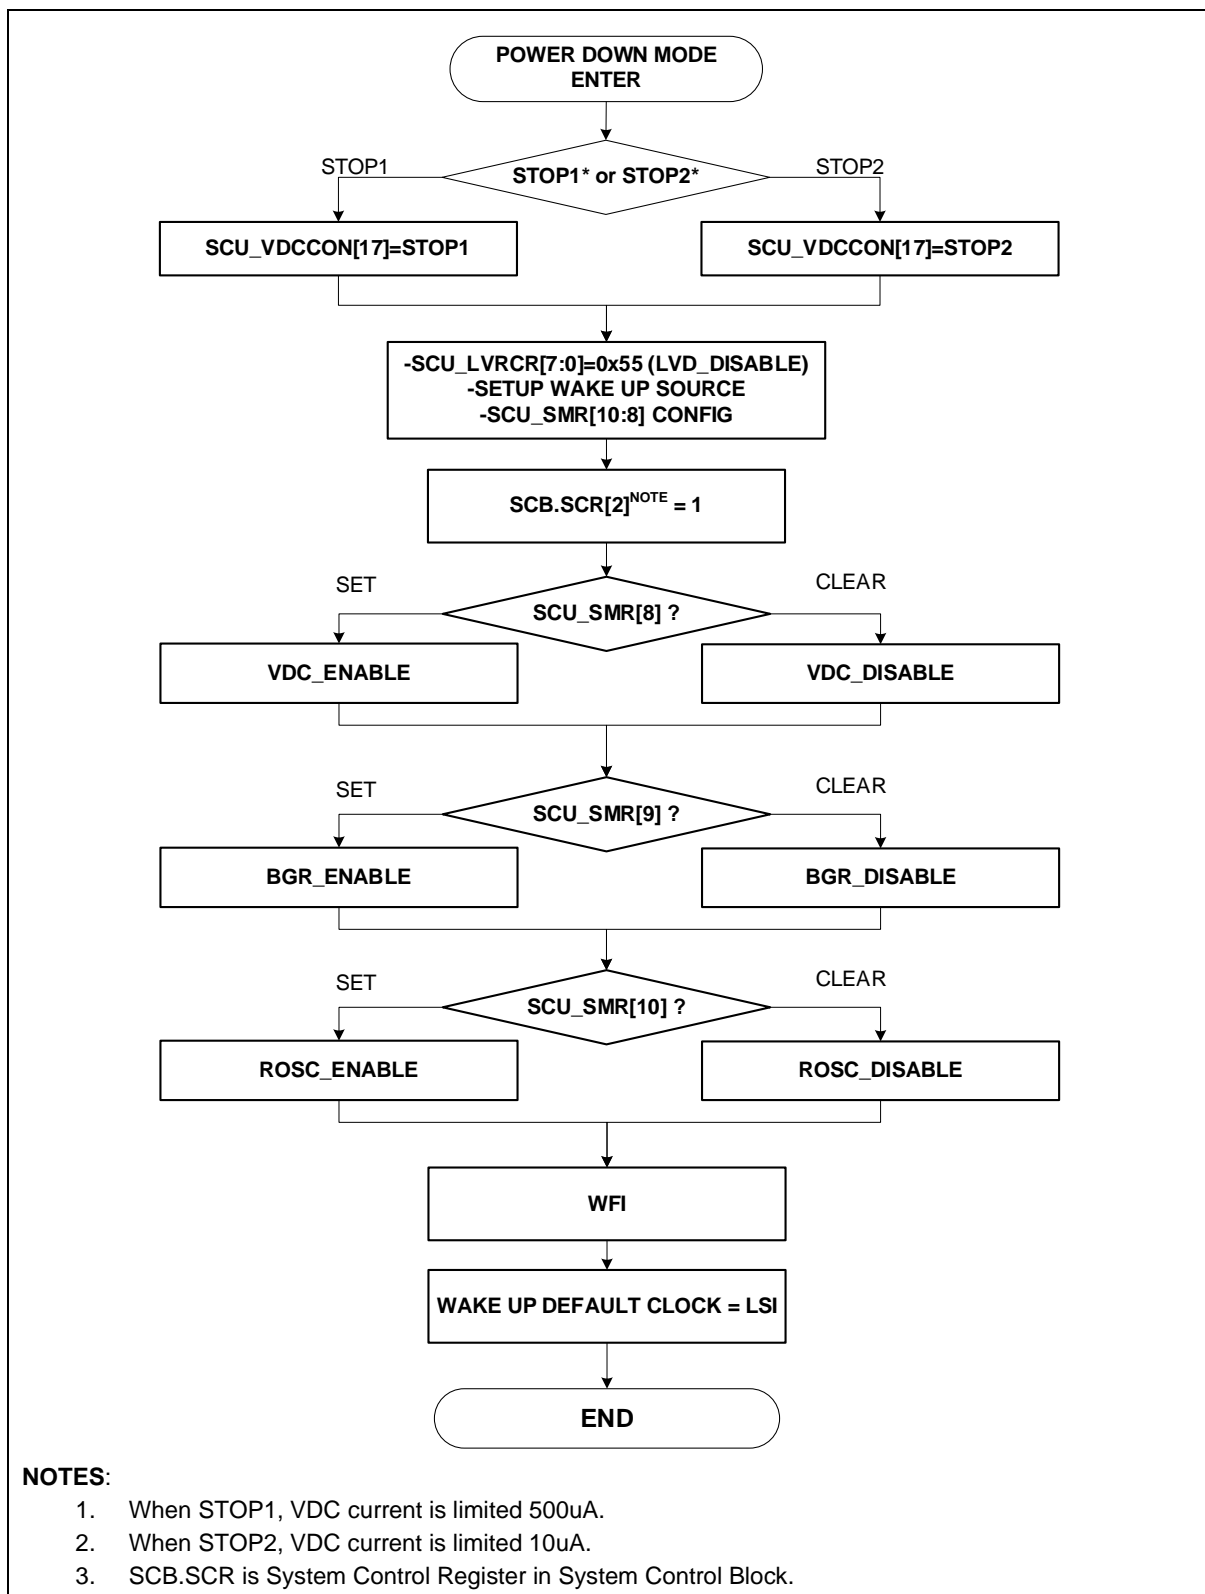 POWER DOWN MODE
ENTER
STOP1
STOP1* or STOP2*
STOP2
SCU_VDCCON[17]=STOP1
SCU_VDCCON[17]=STOP2
-SCU_LVRCR[7:0]=0x55 (LVD_DISABLE)
-SETUP WAKE UP SOURCE
-SCU_SMR[10:8] CONFIG
SCB.SCR[2]NOTE = 1
SET
SCU_SMR[8] ?
CLEAR
VDC_ENABLE
VDC_DISABLE
SET
SCU_SMR[9] ?
CLEAR
BGR_ENABLE
BGR_DISABLE
SET
SCU_SMR[10] ?
CLEAR
ROSC_ENABLE
ROSC_DISABLE
WFI
WAKE UP DEFAULT CLOCK = LSI
END
NOTES:
1. When STOP1, VDC current is limited 500uA.
2. When STOP2, VDC current is limited 10uA.
3. SCB.SCR is System Control Register in System Control Block.